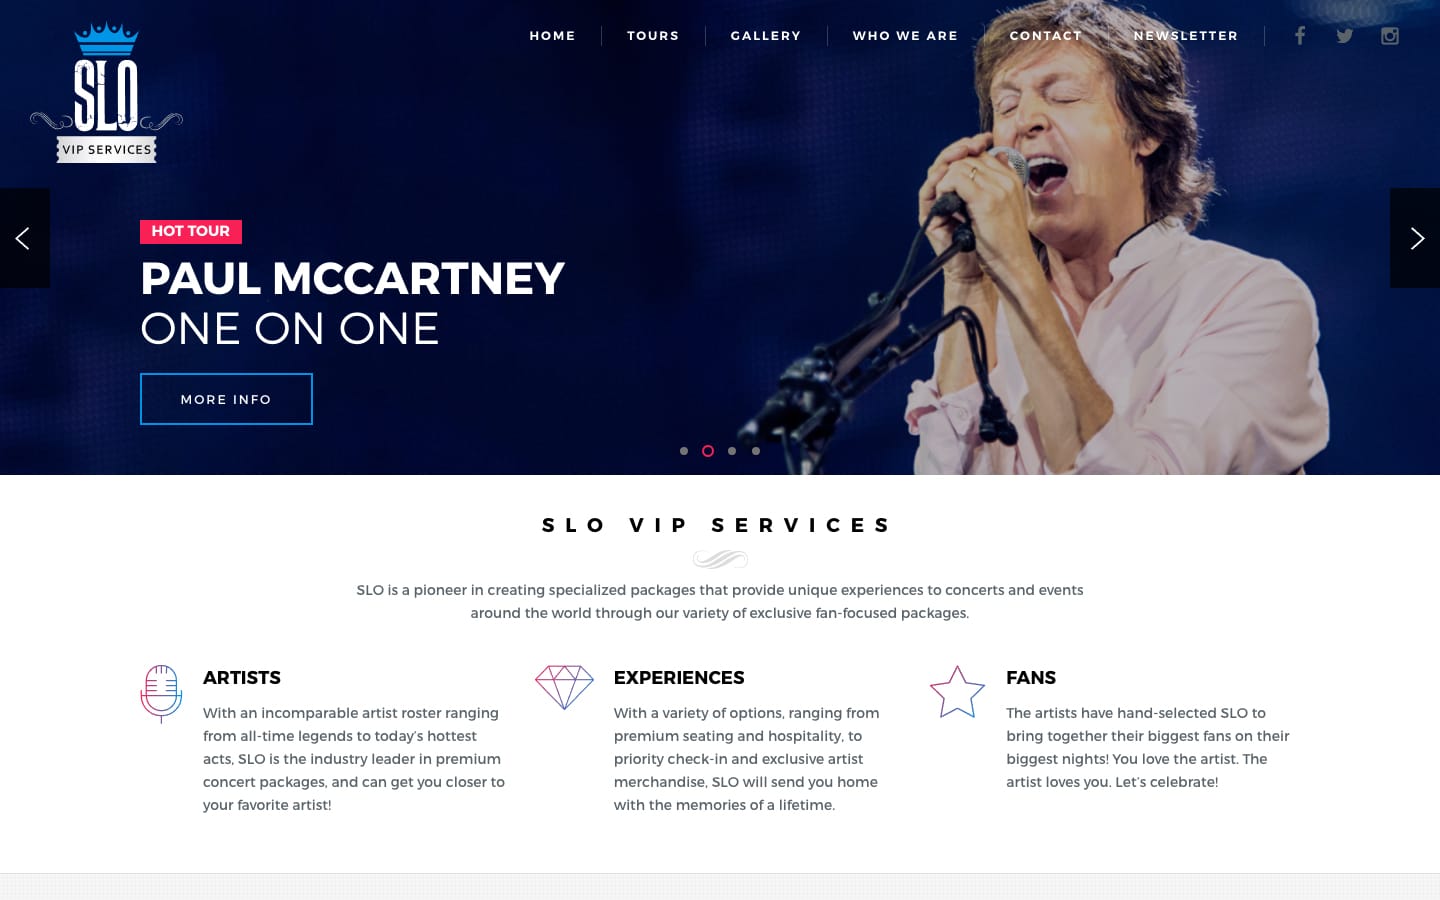 SLO
VIP SERVICES
HOME
TOURS
GALLERY
WHO WE ARE
CONTACT
NEWSLETTER
HOT TOUR
PAUL MCCARTNEY
ONE ON ONE
MORE INFO
SLO VIP SERVICES
SLO is a pioneer in creating specialized packages that provide unique experiences to concerts and events
around the world through our variety of exclusive fan-focused packages.
ARTISTS
With an incomparable artist roster ranging
from all-time legends to today's hottest
acts, SLO is the industry leader in premium
concert packages, and can get you closer to
your favorite artist!
EXPERIENCES
With a variety of options, ranging from
premium seating and hospitality, to
priority check-in and exclusive artist
merchandise, SLO will send you home
with the memories of a lifetime.
FANS
The artists have hand-selected SLO to
bring together their biggest fans on their
biggest nights! You love the artist. The
artist loves you. Let's celebrate!